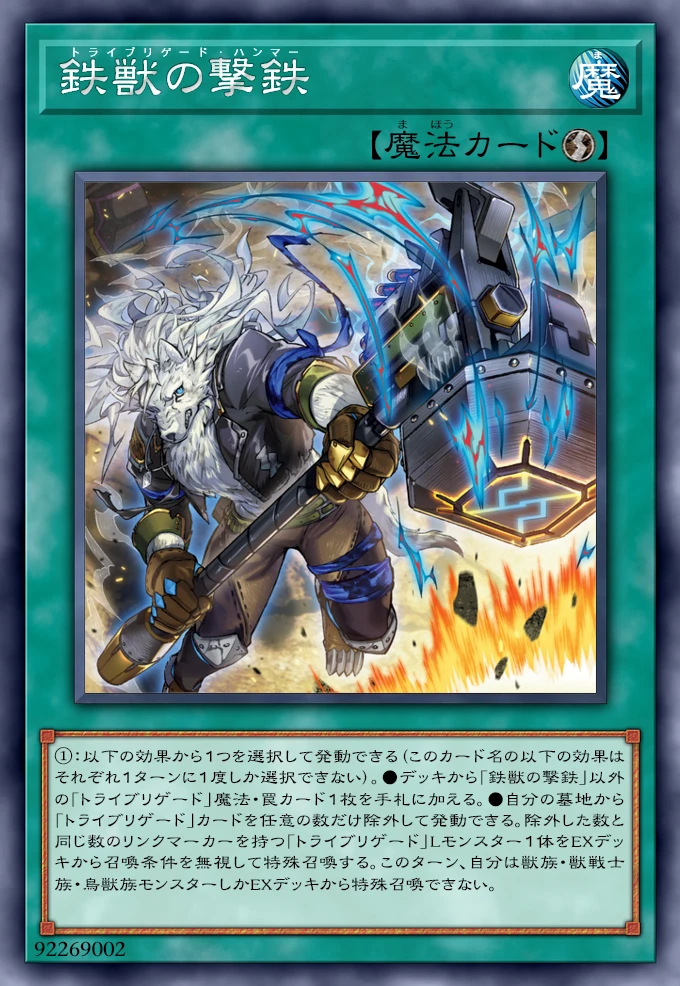 トライブリゲード・ハンマー
鉄獣の撃鉄
ま
魔
ま ほう
【魔法カード】
①:以下の効果から1つを選択して発動できる(このカード名の以下の効果は
それぞれ1ターンに1度しか選択できない)。●デッキから「鉄獣の撃鉄」以外
の「トライブリゲード」魔法・罠カード1枚を手札に加える。●自分の墓地から
「トライブリゲード」カードを任意の数だけ除外して発動できる。除外した数と
同じ数のリンクマーカーを持つ「トライブリゲード」Lモンスター1体をEXデッ
キから召喚条件を無視して特殊召喚する。このターン、自分は獣族・獣戦士
族・鳥獣族モンスターしかEXデッキから特殊召喚できない。
92269002